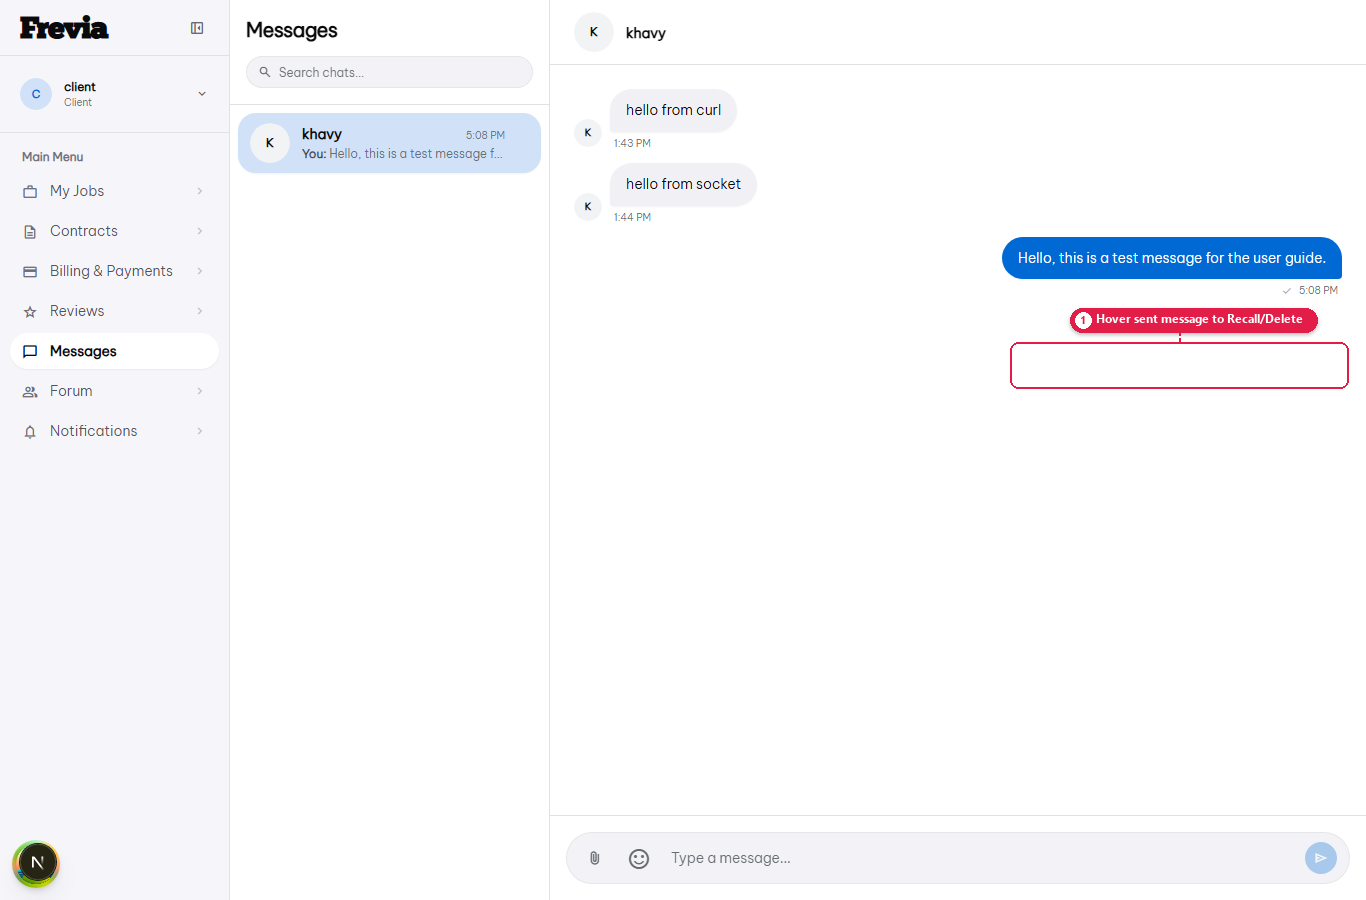 Frevia
C
client
Client
Main Menu
My Jobs
Contracts
Billing & Payments
Reviews
Messages
Forum
Notifications
N
Messages
Search chats...
K
khavy
5:08 PM
You: Hello, this is a test message f...
K
khavy
hello from curl
K
1:43 PM
hello from socket
K
1:44 PM
Hello, this is a test message for the user guide.
5:08 PM
1 Hover sent message to Recall/Delete
Type a message...